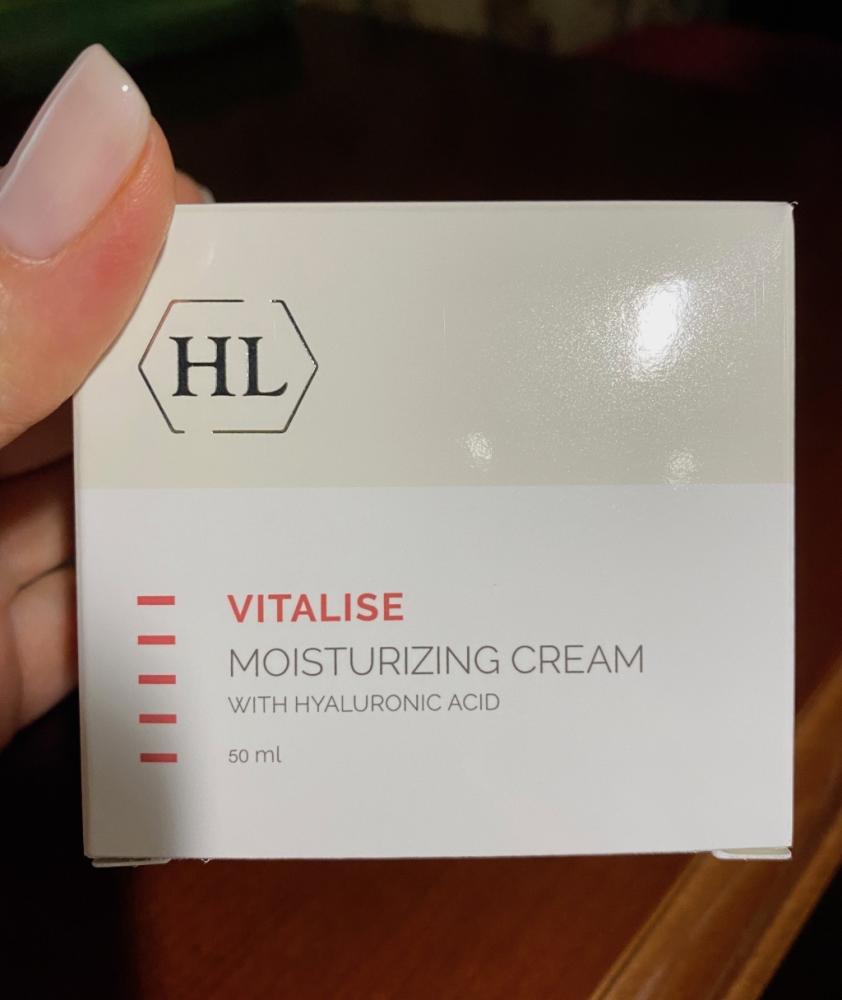 HL
VITALISE
MOISTURIZING CREAM
WITH HYALURONIC ACID
50 ml